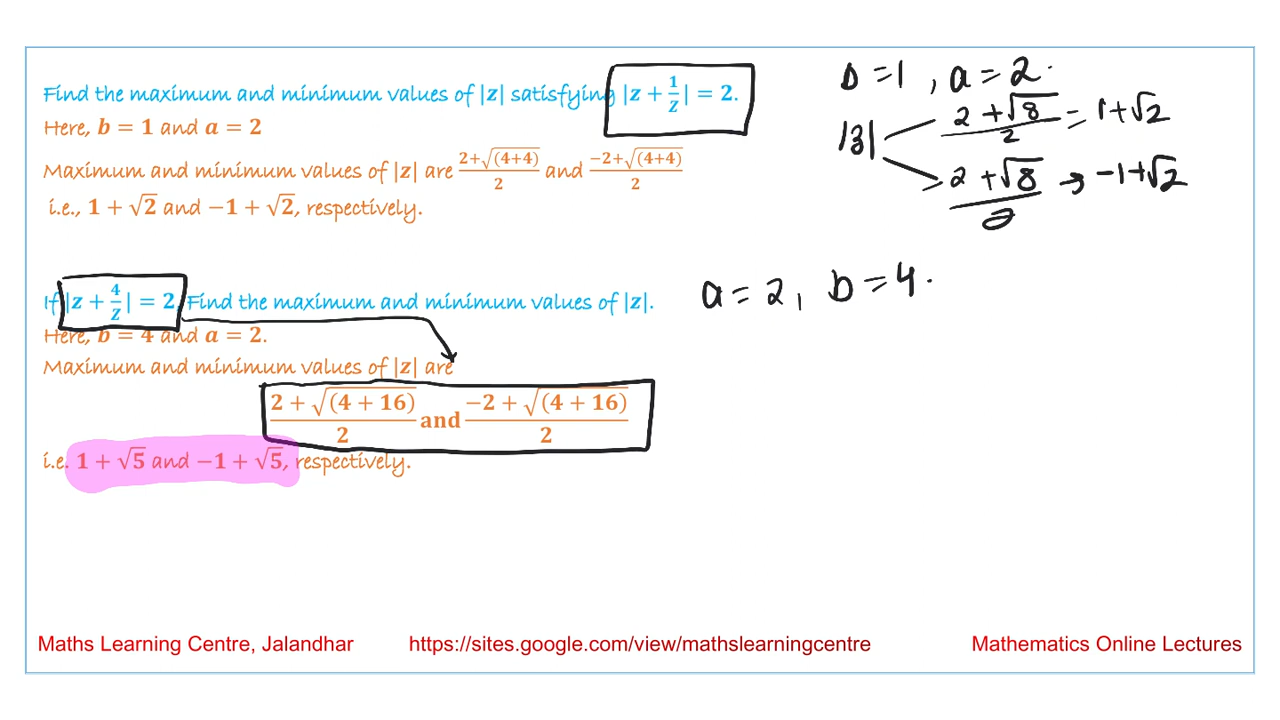 Find the maximum and minimum values of |z| satisfying |z + 1/z| = 2.
Here, b = 1 and a = 2
Maximum and minimum values of |z| are (2+√(4+4))/2 and (−2+√(4+4))/2
i.e., 1 + √2 and −1 + √2, respectively.
b = 1, a = 2.
|z|
(2 + √8)/2 = 1 + √2
(−2 + √8)/2 → −1 + √2
If |z + 4/z| = 2 Find the maximum and minimum values of |z|.
a = 2, b = 4.
Here, b = 4 and a = 2.
Maximum and minimum values of |z| are
(2 + √(4 + 16))/2 and (−2 + √(4 + 16))/2
i.e. 1 + √5 and −1 + √5, respectively.
Maths Learning Centre, Jalandhar https://sites.google.com/view/mathslearningcentre Mathematics Online Lectures